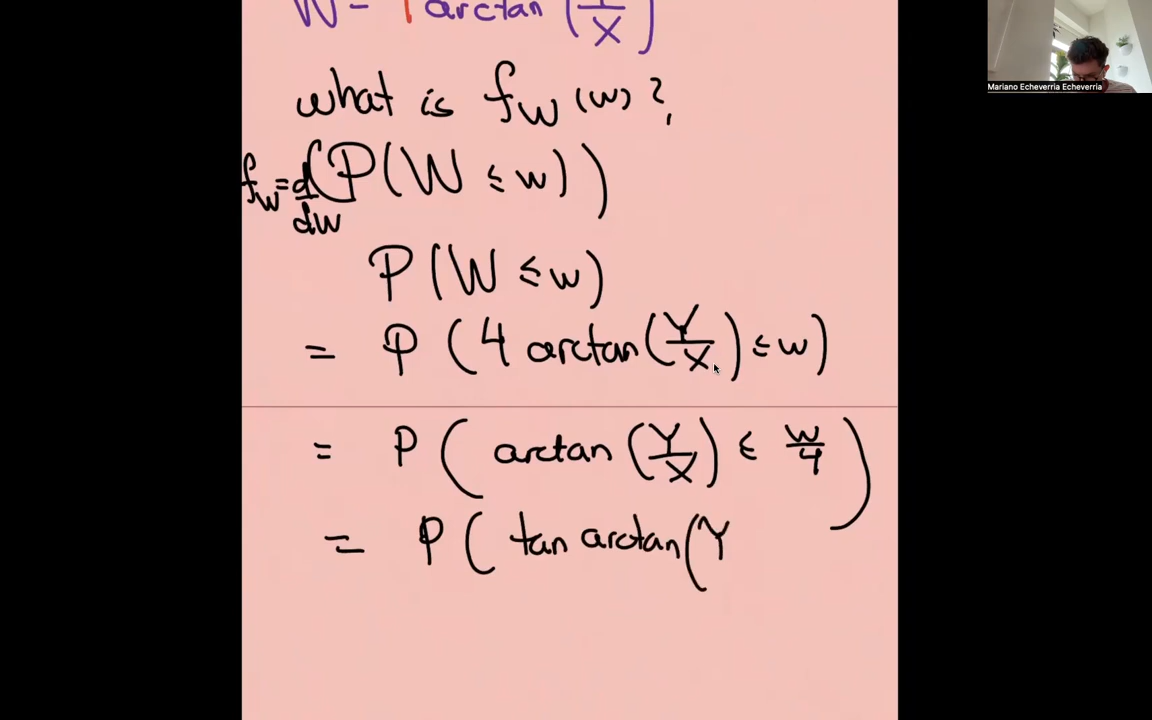 W = 4 arctan (Y/X)
what is f_W (w) ?
f_W = d/dw (P(W ≤ w))
P(W ≤ w)
= P (4 arctan(Y/X) ≤ w)
= P ( arctan (Y/X) ≤ w/4 )
= P ( tan arctan(Y
Mariano Echeverria Echeverria